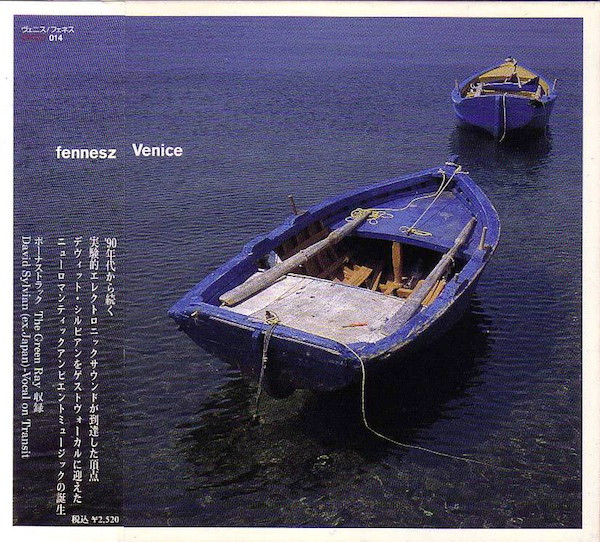 ヴェニス/フェネス
014
fennesz Venice
'90年代から続く
実験的エレクトロニックサウンドが到達した頂点
デヴィット・シルビアンをゲストヴォーカルに迎えた
ニューロマンティックアンビエントミュージックの誕生
ボーナストラック The Green Ray 収録
David Sylvian (ex.Japan)-Vocal on Transit
税込 ¥2,520